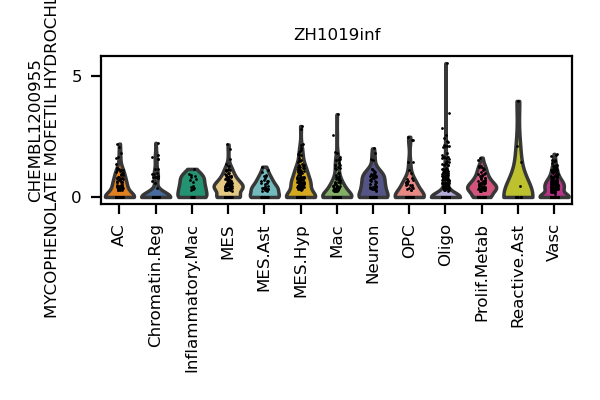 ZH1019inf
CHEMBL1200955
MYCOPHENOLATE MOFETIL HYDROCHL
5
0
AC
Chromatin.Reg
Inflammatory.Mac
MES
MES.Ast
MES.Hyp
Mac
Neuron
OPC
Oligo
Prolif.Metab
Reactive.Ast
Vasc